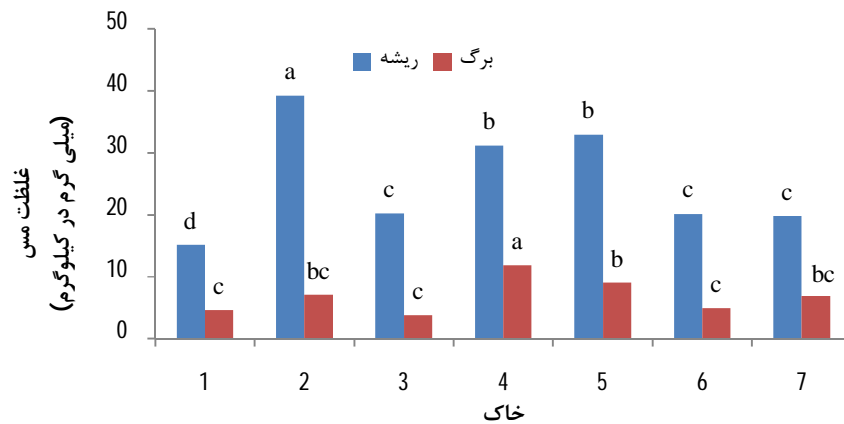 غلظت مس
(میلی گرم در کیلوگرم)
50
40
30
20
10
0
ریشه برگ
d c
a bc
c c
b a
b b
c c
c bc
1 2 3 4 5 6 7
خاک